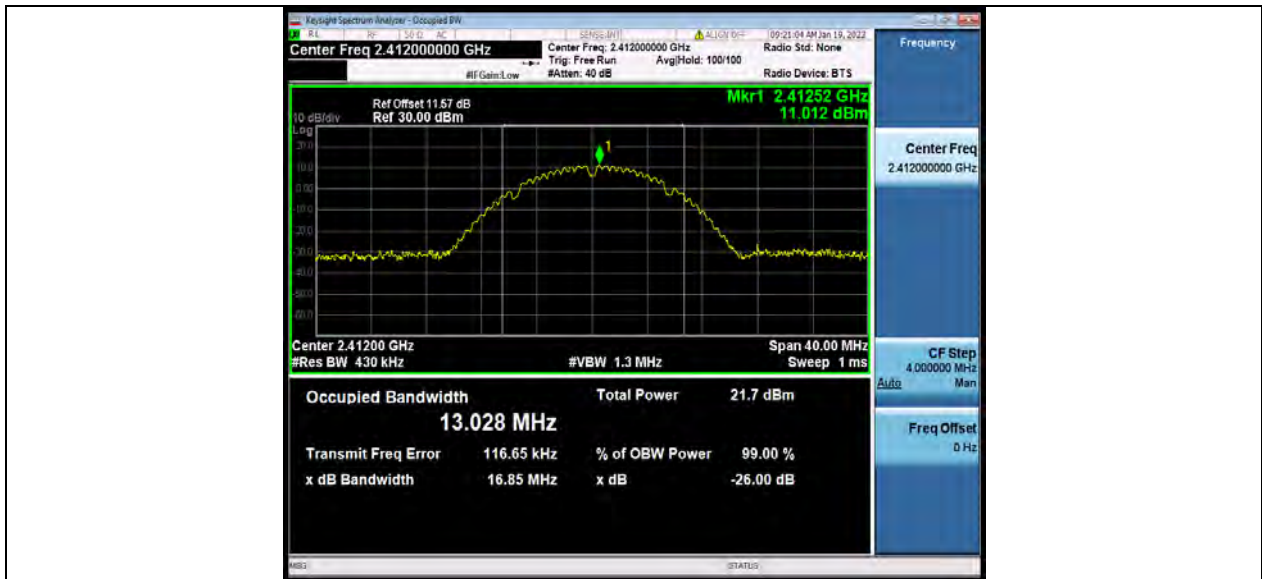 Keysight Spectrum Analyzer - Occupied BW
RL RF 50 Ω AC SENSE:INT ALIGN OFF 09:21:04 AM Jan 19, 2022
Center Freq 2.412000000 GHz
Center Freq: 2.412000000 GHz
Radio Std: None
Trig: Free Run Avg|Hold: 100/100
#IFGain:Low #Atten: 40 dB
Radio Device: BTS
Mkr1 2.41252 GHz
11.012 dBm
Ref Offset 11.57 dB
10 dB/div Ref 30.00 dBm
Log
20.0
1
10.0
0.00
-10.0
-20.0
-30.0
-40.0
-50.0
-60.0
Center 2.41200 GHz
Span 40.00 MHz
#Res BW 430 kHz
#VBW 1.3 MHz
Sweep 1 ms
Occupied Bandwidth
13.028 MHz
Total Power 21.7 dBm
Transmit Freq Error 116.65 kHz
% of OBW Power 99.00 %
x dB Bandwidth 16.85 MHz
x dB -26.00 dB
MSG
STATUS
Frequency
Center Freq
2.412000000 GHz
CF Step
4.000000 MHz
Auto Man
Freq Offset
0 Hz